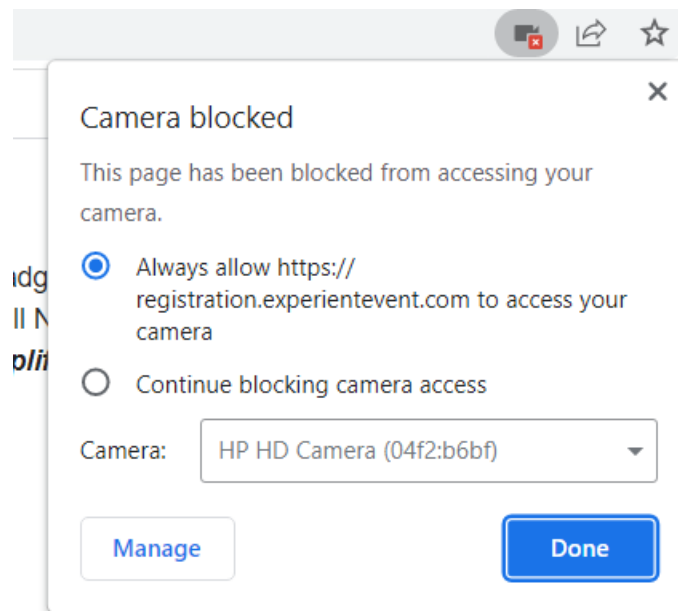 Camera blocked
This page has been blocked from accessing your
camera.
Always allow https://
registration.experientevent.com to access your
camera
Continue blocking camera access
Camera: HP HD Camera (04f2:b6bf)
Manage Done